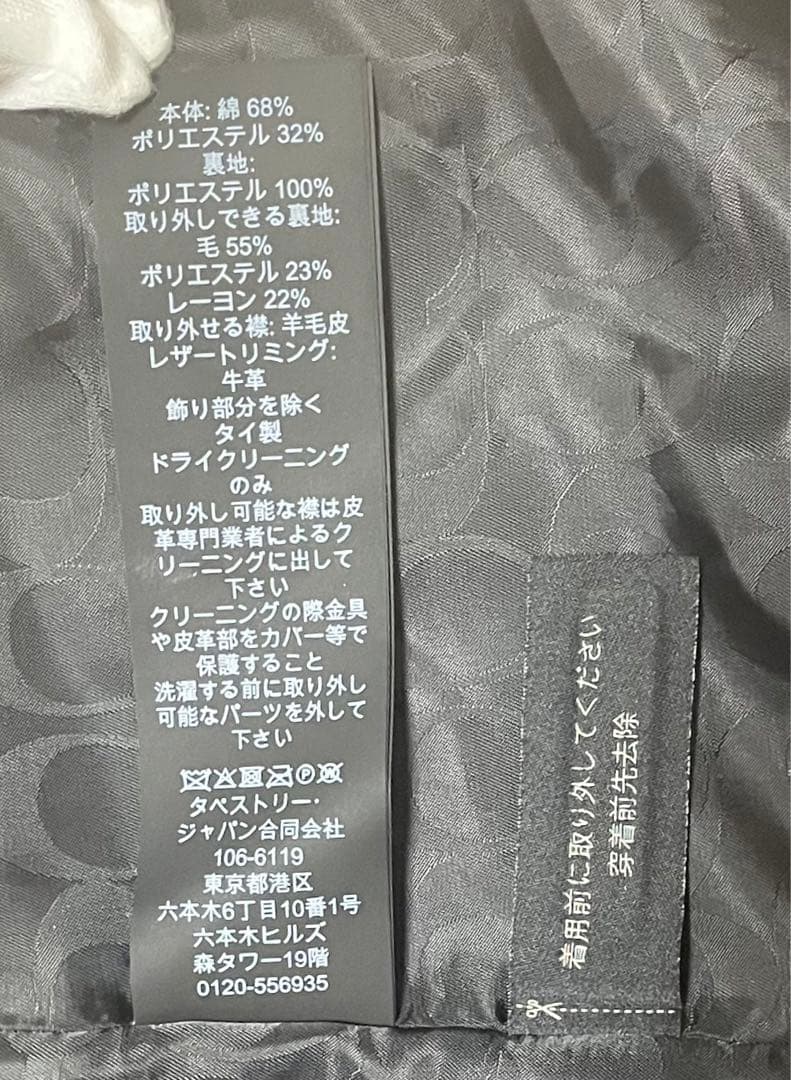 本体: 綿 68%
ポリエステル 32%
裏地:
ポリエステル 100%
取り外しできる裏地:
毛 55%
ポリエステル 23%
レーヨン 22%
取り外せる襟: 羊毛皮
レザートリミング:
牛革
飾り部分を除く
タイ製
ドライクリーニング
のみ
取り外し可能な襟は皮
革専門業者によるク
リーニングに出して
下さい
クリーニングの際金具
や皮革部をカバー等で
保護すること
洗濯する前に取り外し
可能なパーツを外して
下さい
タペストリー・
ジャパン合同会社
106-6119
東京都港区
六本木6丁目10番1号
六本木ヒルズ
森タワー19階
0120-556935
着用前に取り外してください
穿着前先去除